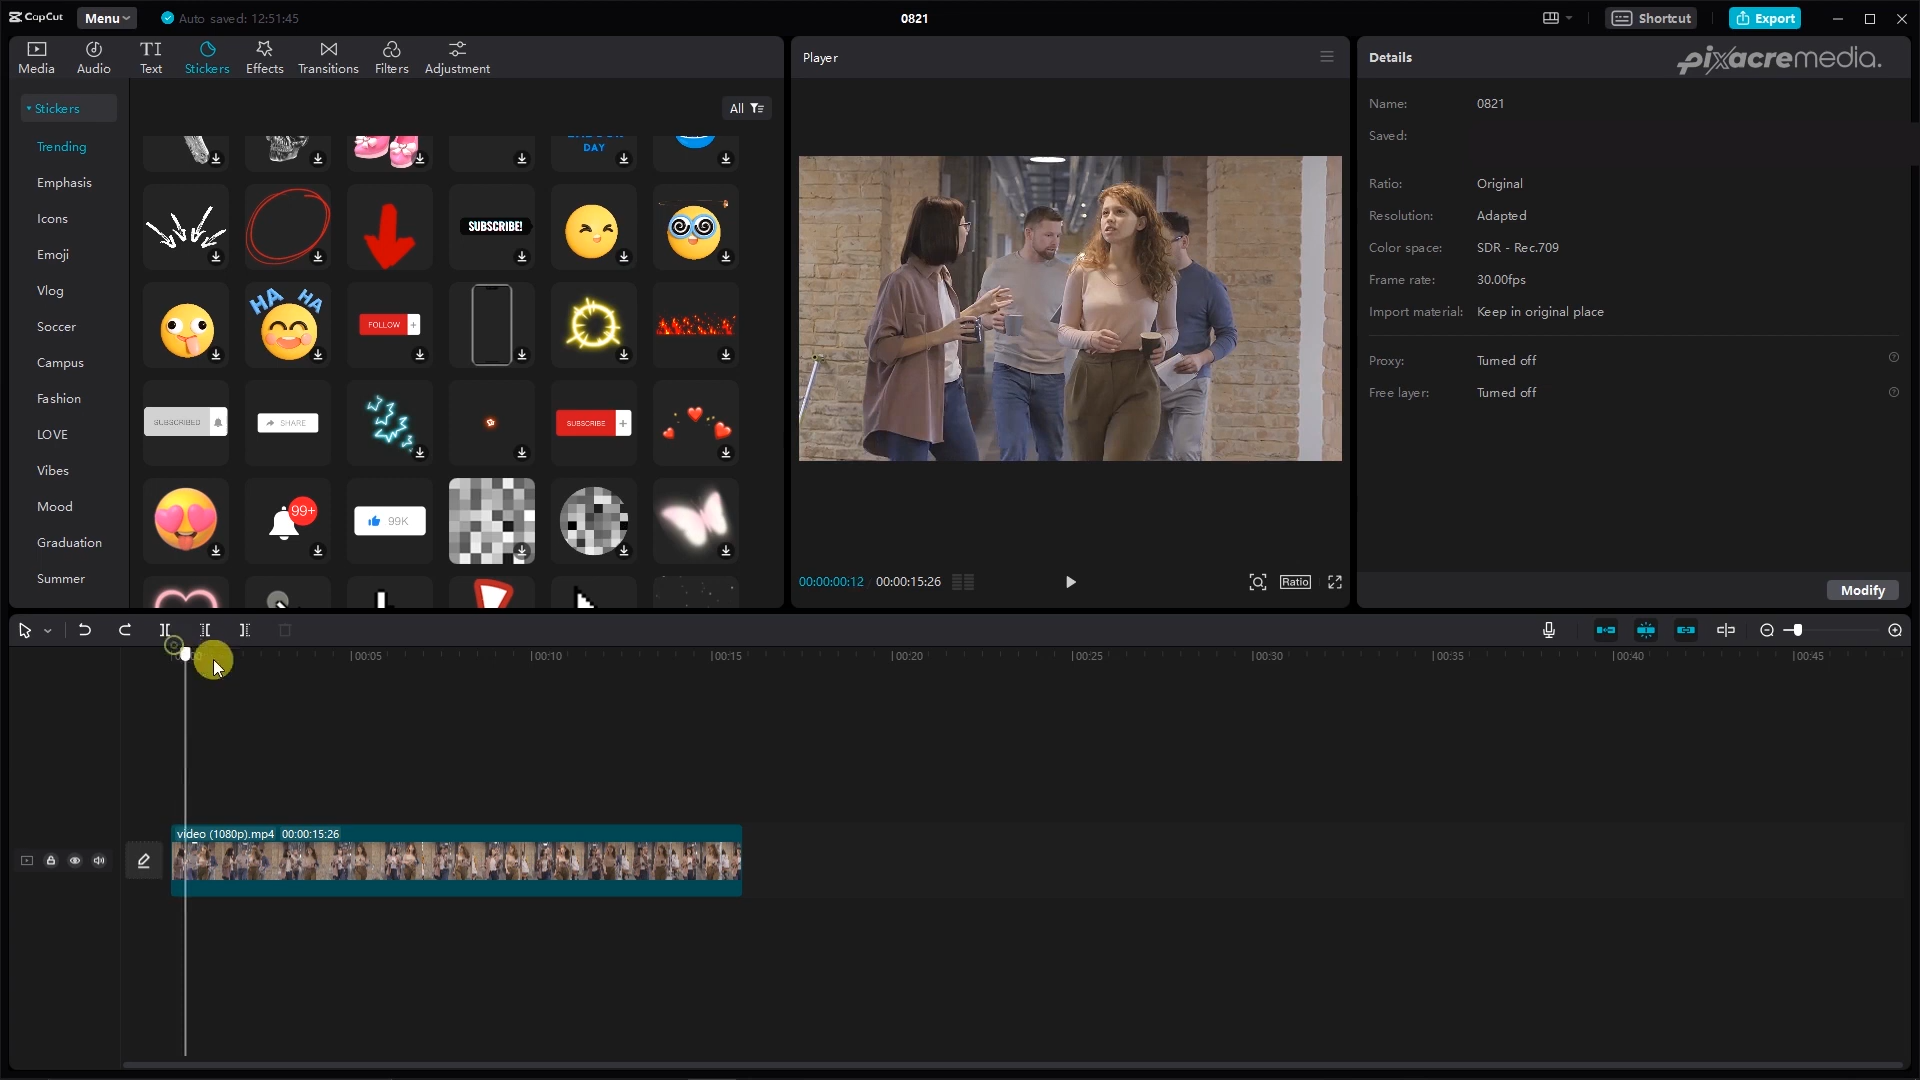 CapCut
Menu
Auto saved: 12:51:45
0821
Shortcut
Export
Media
Audio
TI
Text
Stickers
Effects
Transitions
Filters
Adjustment
Player
Details
pixacremedia.
Stickers
All
Trending
Emphasis
Icons
Emoji
Vlog
Soccer
Campus
Fashion
LOVE
Vibes
Mood
Graduation
Summer
DAY
SUBSCRIBE!
HA HA
FOLLOW +
SUBSCRIBED
SHARE
SUBSCRIBE +
99+
99K
Name: 0821
Saved:
Ratio: Original
Resolution: Adapted
Color space: SDR - Rec.709
Frame rate: 30.00fps
Import material: Keep in original place
Proxy: Turned off
Free layer: Turned off
Modify
00:00:00:12 00:00:15:26
Ratio
00:05
00:10
00:15
00:20
00:25
00:30
00:35
00:40
00:45
video (1080p).mp4 00:00:15:26